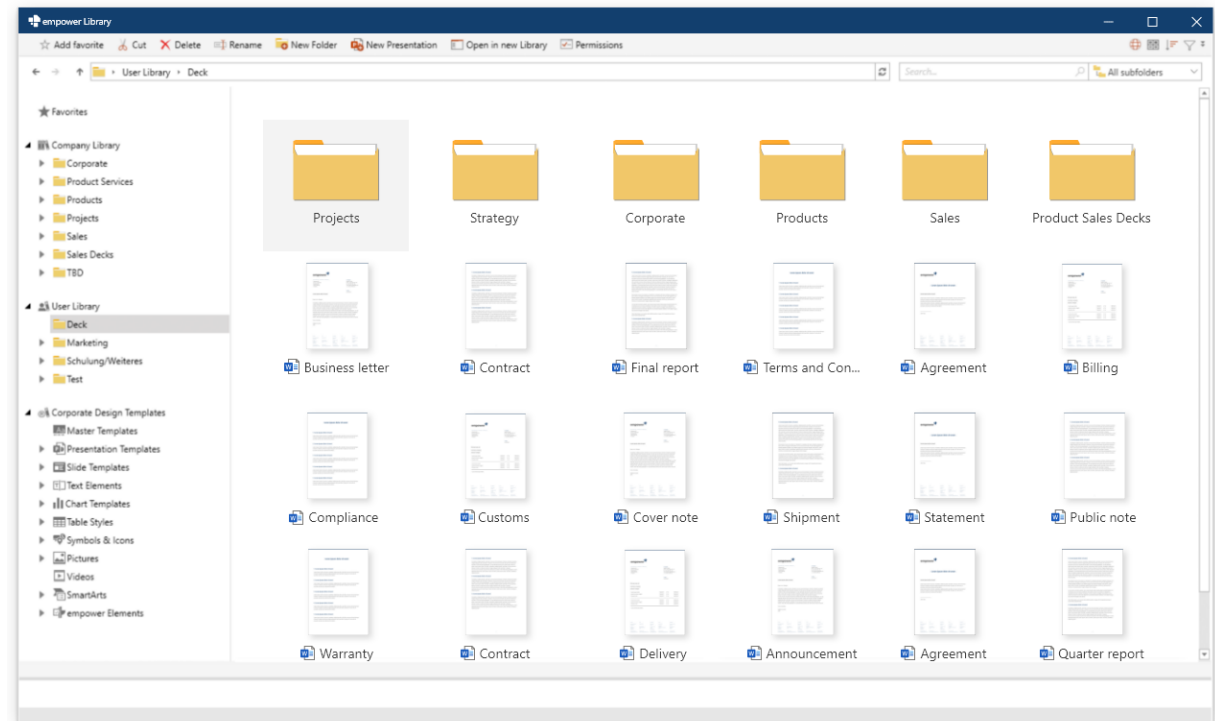 empower Library
Add favorite Cut Delete Rename New Folder New Presentation Open in new Library Permissions
User Library Deck Search... All subfolders
Favorites
Company Library
Corporate
Product Services
Products
Projects
Sales
Sales Decks
TBD
User Library
Deck
Marketing
Schulung/Weiteres
Test
Corporate Design Templates
Master Templates
Presentation Templates
Slide Templates
Text Elements
Chart Templates
Table Styles
Symbols & Icons
Pictures
Videos
SmartArts
empower Elements
Projects Strategy Corporate Products Sales Product Sales Decks
Business letter Contract Final report Terms and Con... Agreement Billing
Compliance Customs Cover note Shipment Statement Public note
Warranty Contract Delivery Announcement Agreement Quarter report